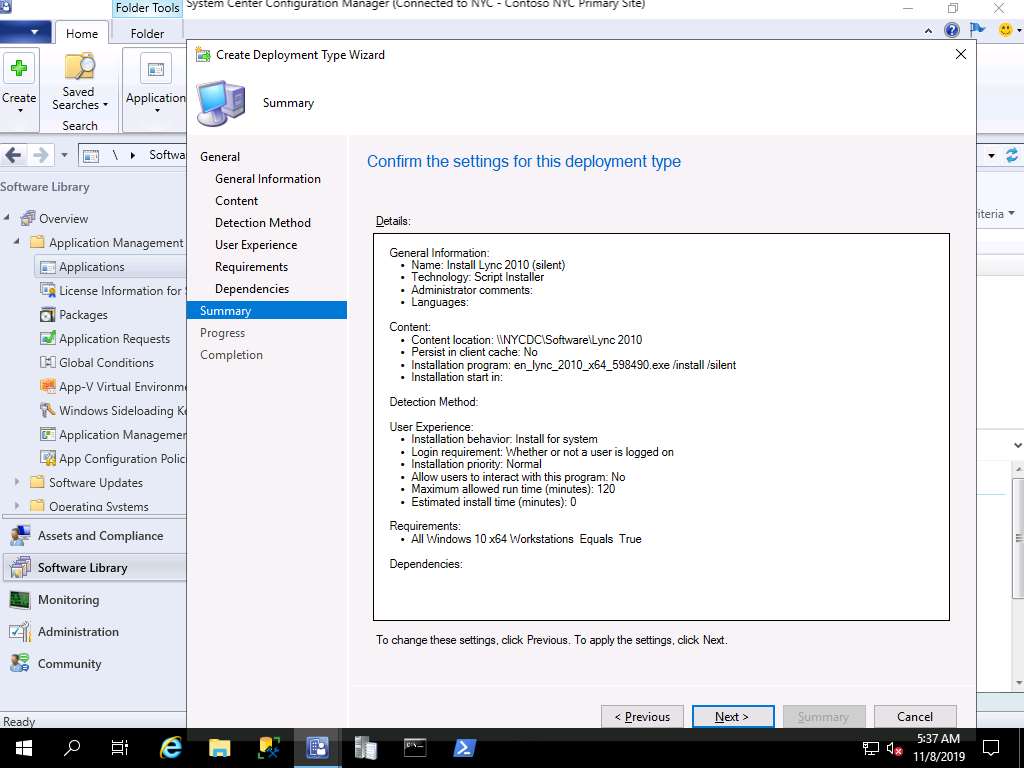 Folder Tools
System Center Configuration Manager (Connected to NYC - Contoso NYC Primary Site)
Home
Folder
Create
Saved
Searches
Search
Application
\
Softwa
Software Library
Overview
Application Management
Applications
License Information for
Packages
Application Requests
Global Conditions
App-V Virtual Environme
Windows Sideloading Ke
Application Managemer
App Configuration Polic
Software Updates
Operating Systems
Assets and Compliance
Software Library
Monitoring
Administration
Community
Ready
Create Deployment Type Wizard
Summary
General
General Information
Content
Detection Method
User Experience
Requirements
Dependencies
Summary
Progress
Completion
Confirm the settings for this deployment type
Details:
General Information:
• Name: Install Lync 2010 (silent)
• Technology: Script Installer
• Administrator comments:
• Languages:
Content:
• Content location: \\NYCDC\Software\Lync 2010
• Persist in client cache: No
• Installation program: en_lync_2010_x64_598490.exe /install /silent
• Installation start in:
Detection Method:
User Experience:
• Installation behavior: Install for system
• Login requirement: Whether or not a user is logged on
• Installation priority: Normal
• Allow users to interact with this program: No
• Maximum allowed run time (minutes): 120
• Estimated install time (minutes): 0
Requirements:
• All Windows 10 x64 Workstations Equals True
Dependencies:
To change these settings, click Previous. To apply the settings, click Next.
< Previous
Next >
Summary
Cancel
iteria
5:37 AM
11/8/2019